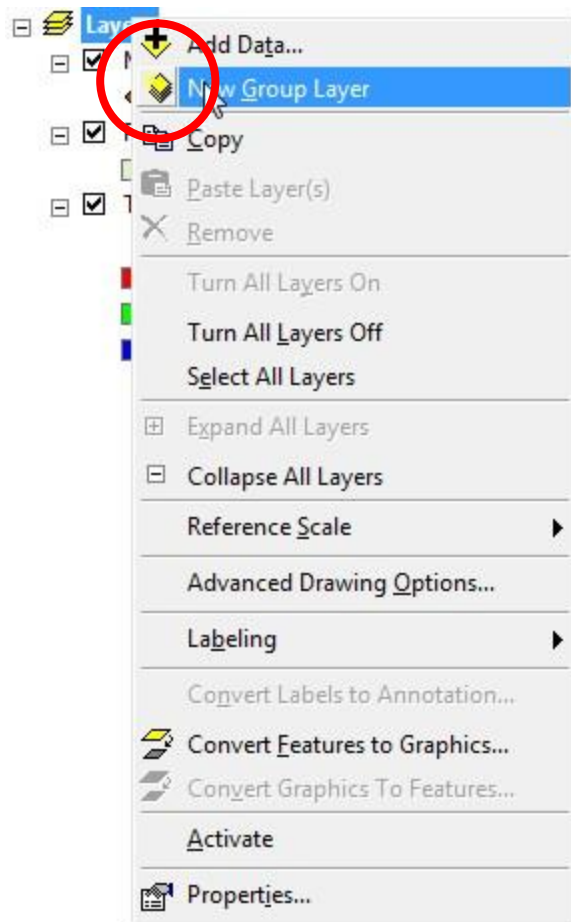 Add Data...
New Group Layer
Copy
Paste Layer(s)
Remove
Turn All Layers On
Turn All Layers Off
Select All Layers
Expand All Layers
Collapse All Layers
Reference Scale
Advanced Drawing Options...
Labeling
Convert Labels to Annotation...
Convert Features to Graphics...
Convert Graphics To Features...
Activate
Properties...